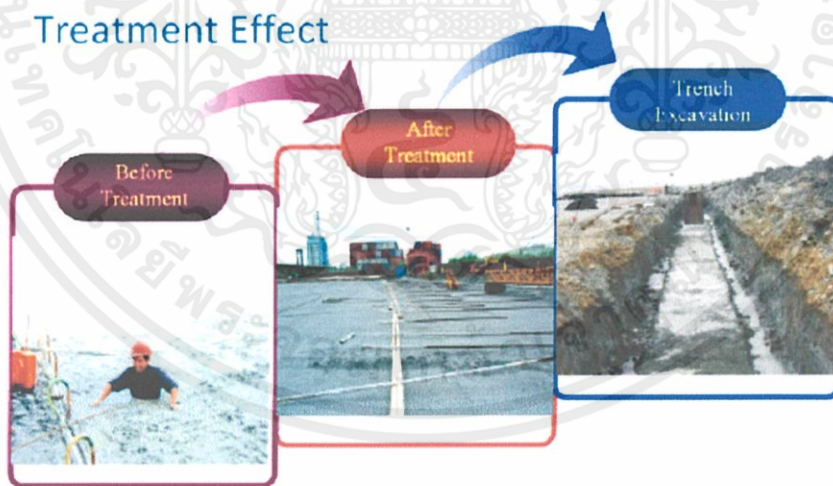 Treatment Effect
Before
Treatment
After
Treatment
Trench
Excavation